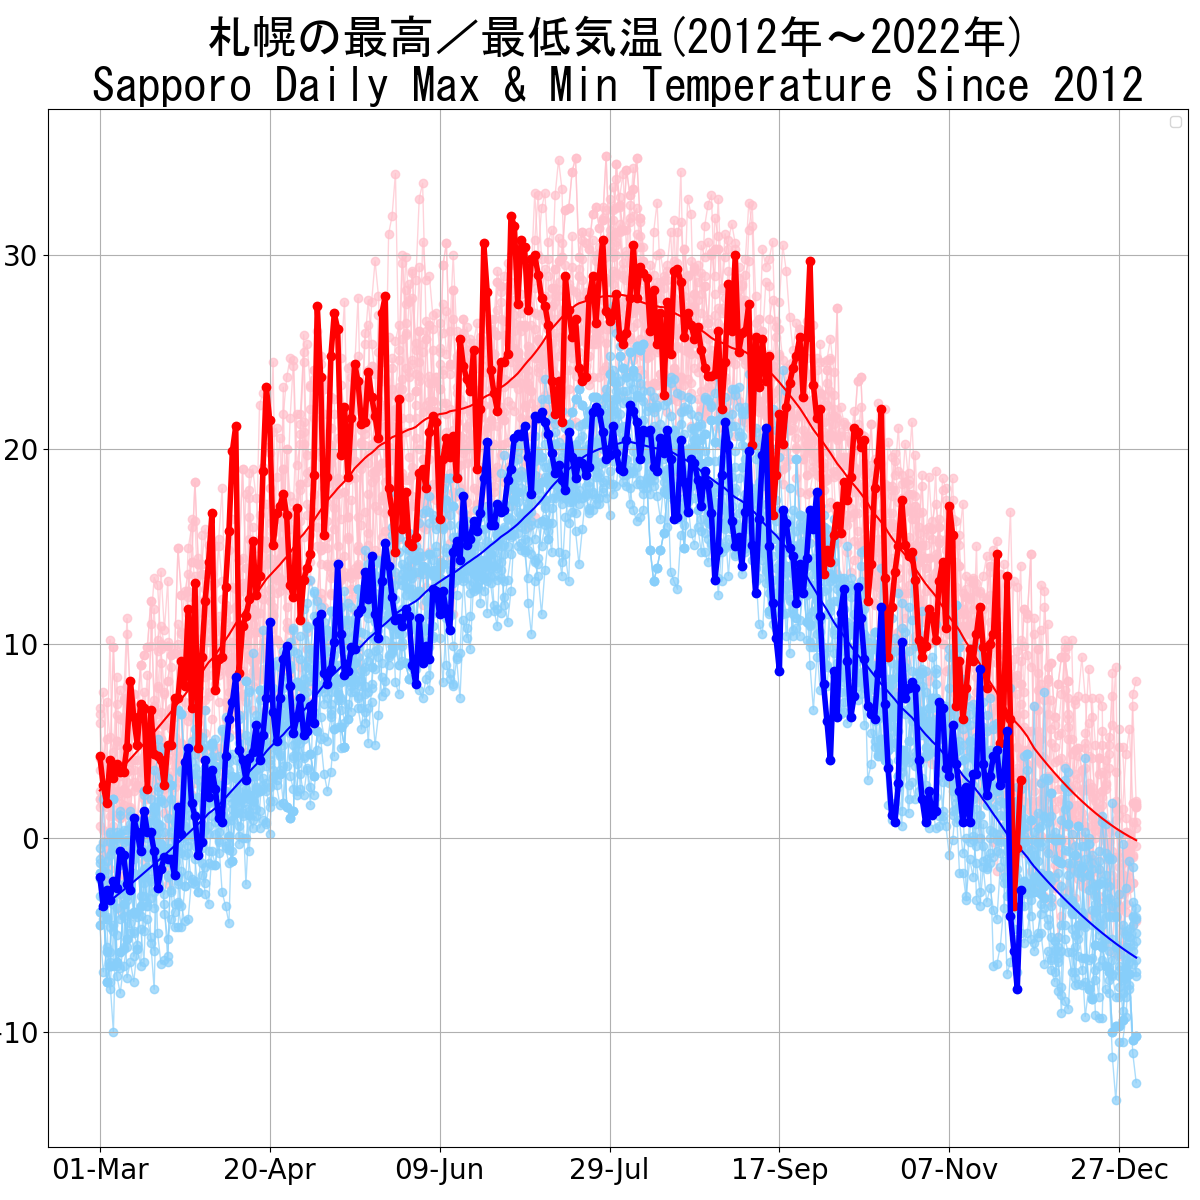 札幌の最高／最低気温(2012年～2022年)
Sapporo Daily Max & Min Temperature Since 2012
30
20
10
0
-10
01-Mar 20-Apr 09-Jun 29-Jul 17-Sep 07-Nov 27-Dec